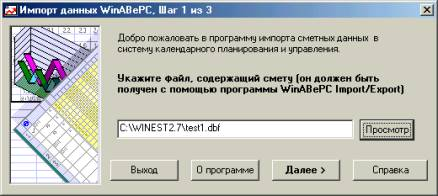 Импорт данных WinABePC, Шаг 1 из 3
Добро пожаловать в программу импорта сметных данных в
систему календарного планирования и управления.
Укажите файл, содержащий смету (он должен быть
получен с помощью программы WinABePC Import/Export)
C:\WINEST2.7\test1.dbf
Просмотр
Выход
О программе
Далее >
Справка